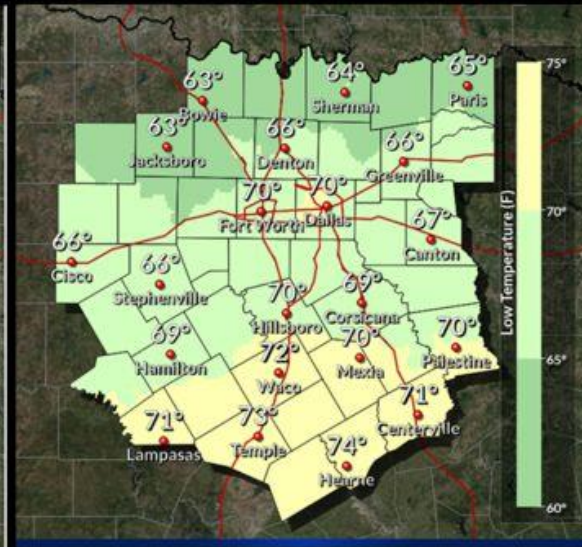 63°
Bowie
64°
Sherman
65°
Paris
63°
Jacksboro
66°
Denton
66°
Greenville
70°
Fort Worth
70°
Dallas
67°
Canton
66°
Cisco
66°
Stephenville
70°
Hillsboro
69°
Corsicana
69°
Hamilton
72°
Waco
70°
Mexia
70°
Palestine
71°
Lampasas
73°
Temple
71°
Centerville
74°
Hearne
75°
70°
65°
60°
Low Temperature (F)